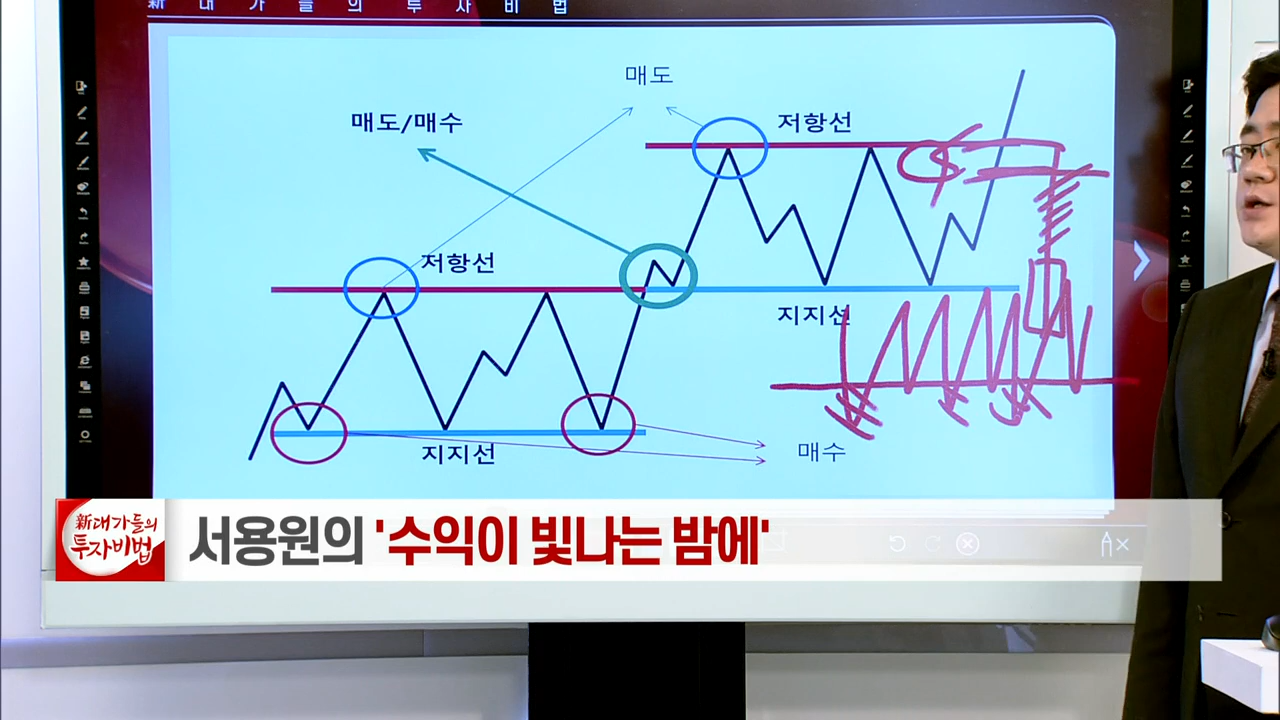 新 대 가 들 의 투 자 비 법
매도
매도/매수
저항선
저항선
지지선
지지선
매수
新대가들의
투자비법
서용원의 '수익이 빛나는 밤에'